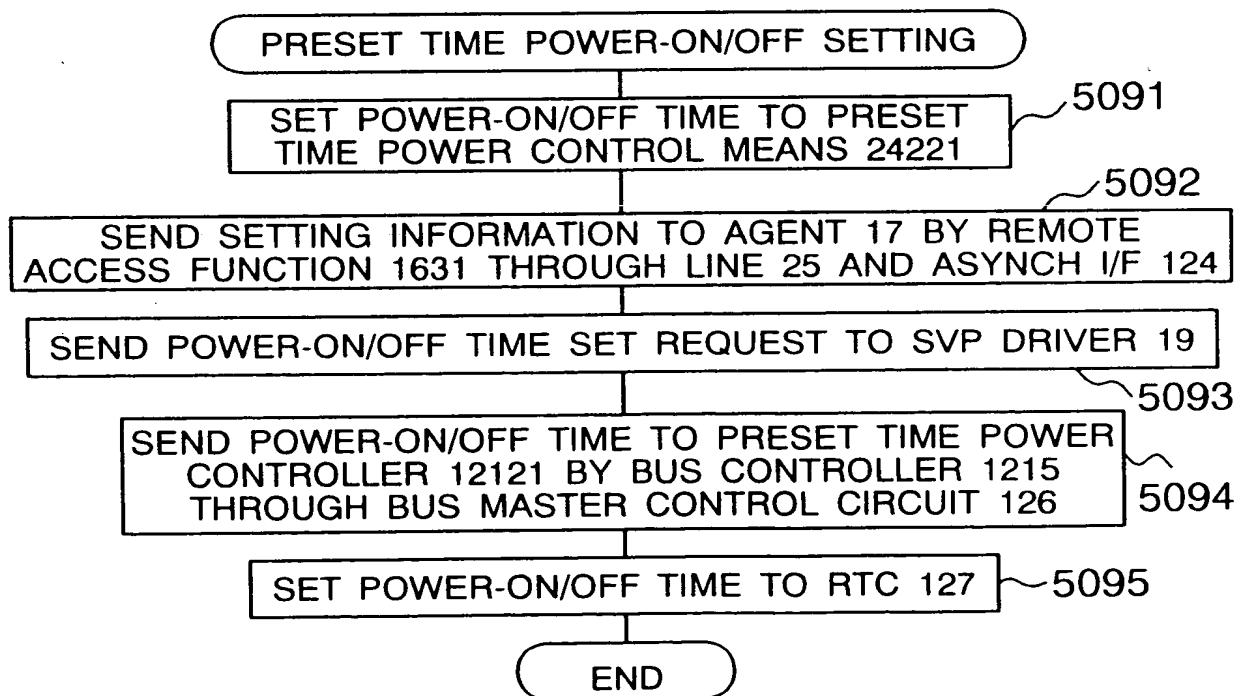 PRESET TIME POWER-ON/OFF SETTING
5091
SET POWER-ON/OFF TIME TO PRESET
TIME POWER CONTROL MEANS 24221
5092
SEND SETTING INFORMATION TO AGENT 17 BY REMOTE
ACCESS FUNCTION 1631 THROUGH LINE 25 AND ASYNCH I/F 124
SEND POWER-ON/OFF TIME SET REQUEST TO SVP DRIVER 19
5093
SEND POWER-ON/OFF TIME TO PRESET TIME POWER
CONTROLLER 12121 BY BUS CONTROLLER 1215
THROUGH BUS MASTER CONTROL CIRCUIT 126
5094
SET POWER-ON/OFF TIME TO RTC 127
5095
END